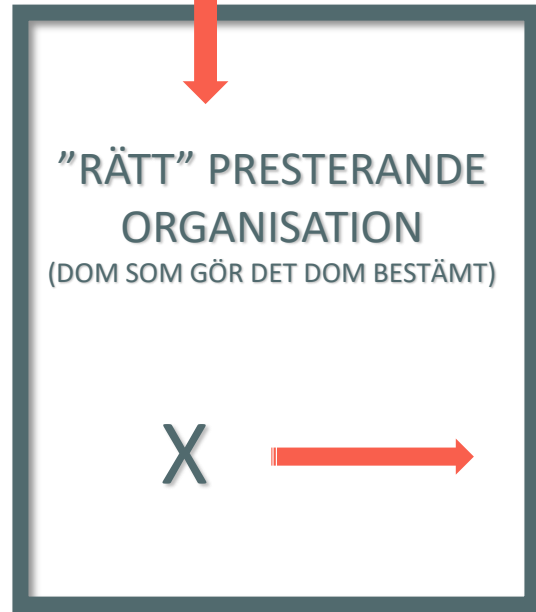 ”RÄTT” PRESTERANDE
ORGANISATION
(DOM SOM GÖR DET DOM BESTÄMT)
X